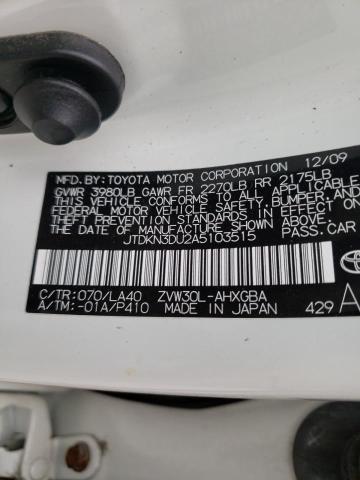 MFD. BY: TOYOTA MOTOR CORPORATION 12/09
GVWR 3980LB GAWR FR 2270LB RR 2175LB
THIS VEHICLE CONFORMS TO ALL APPLICABLE
FEDERAL MOTOR VEHICLE SAFETY, BUMPER, AND
THEFT PREVENTION STANDARDS IN EFFECT ON THE
DATE OF MANUFACTURE SHOWN ABOVE.
JTDKN3DU2A5103515 PASS. CAR
C/TR: 070/LA40 ZVW30L-AHXGBA
A/TM: -01A/P410 MADE IN JAPAN 429 A